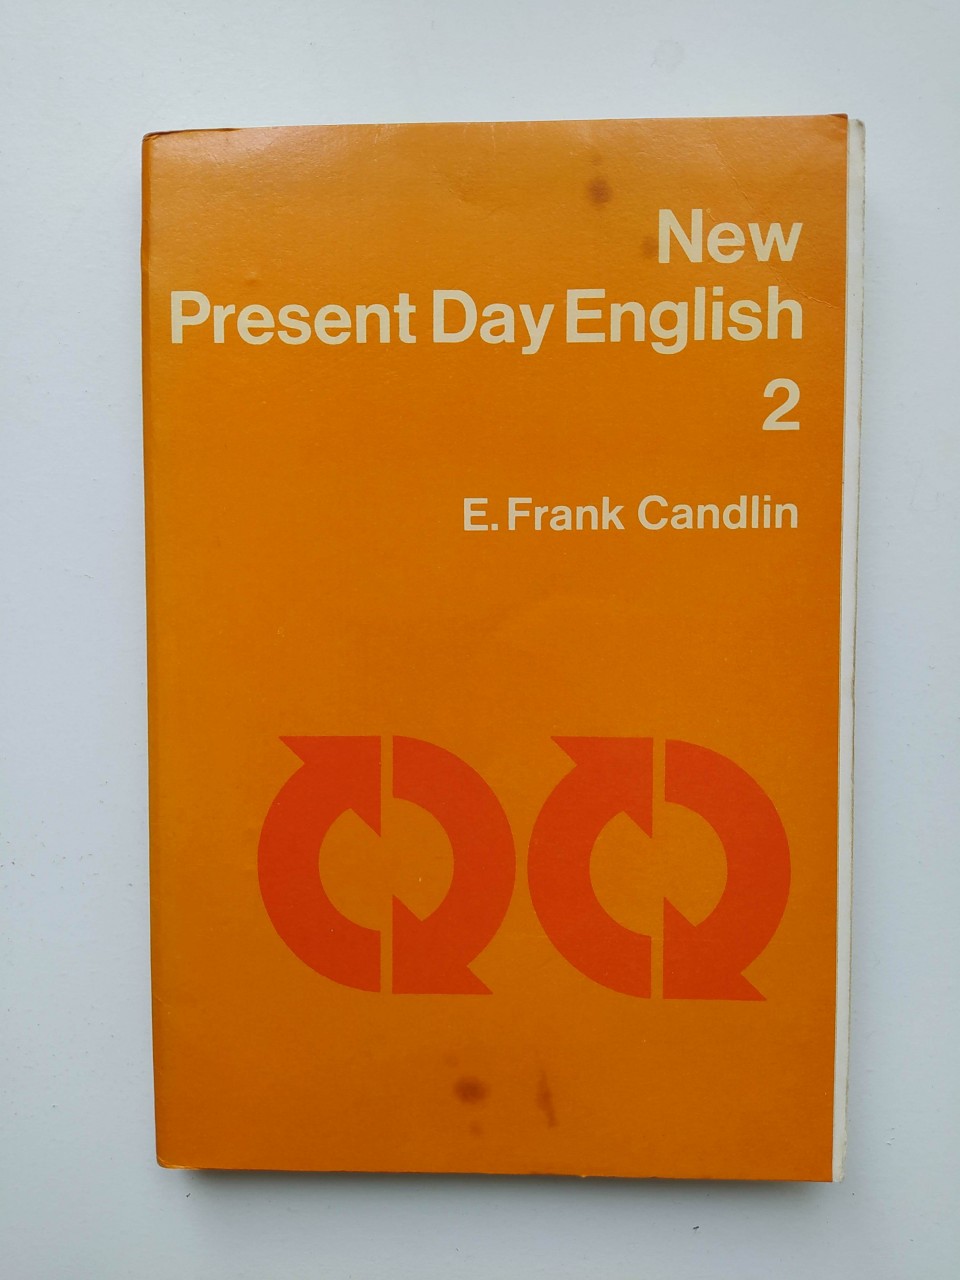 New
Present Day English
2
E. Frank Candlin